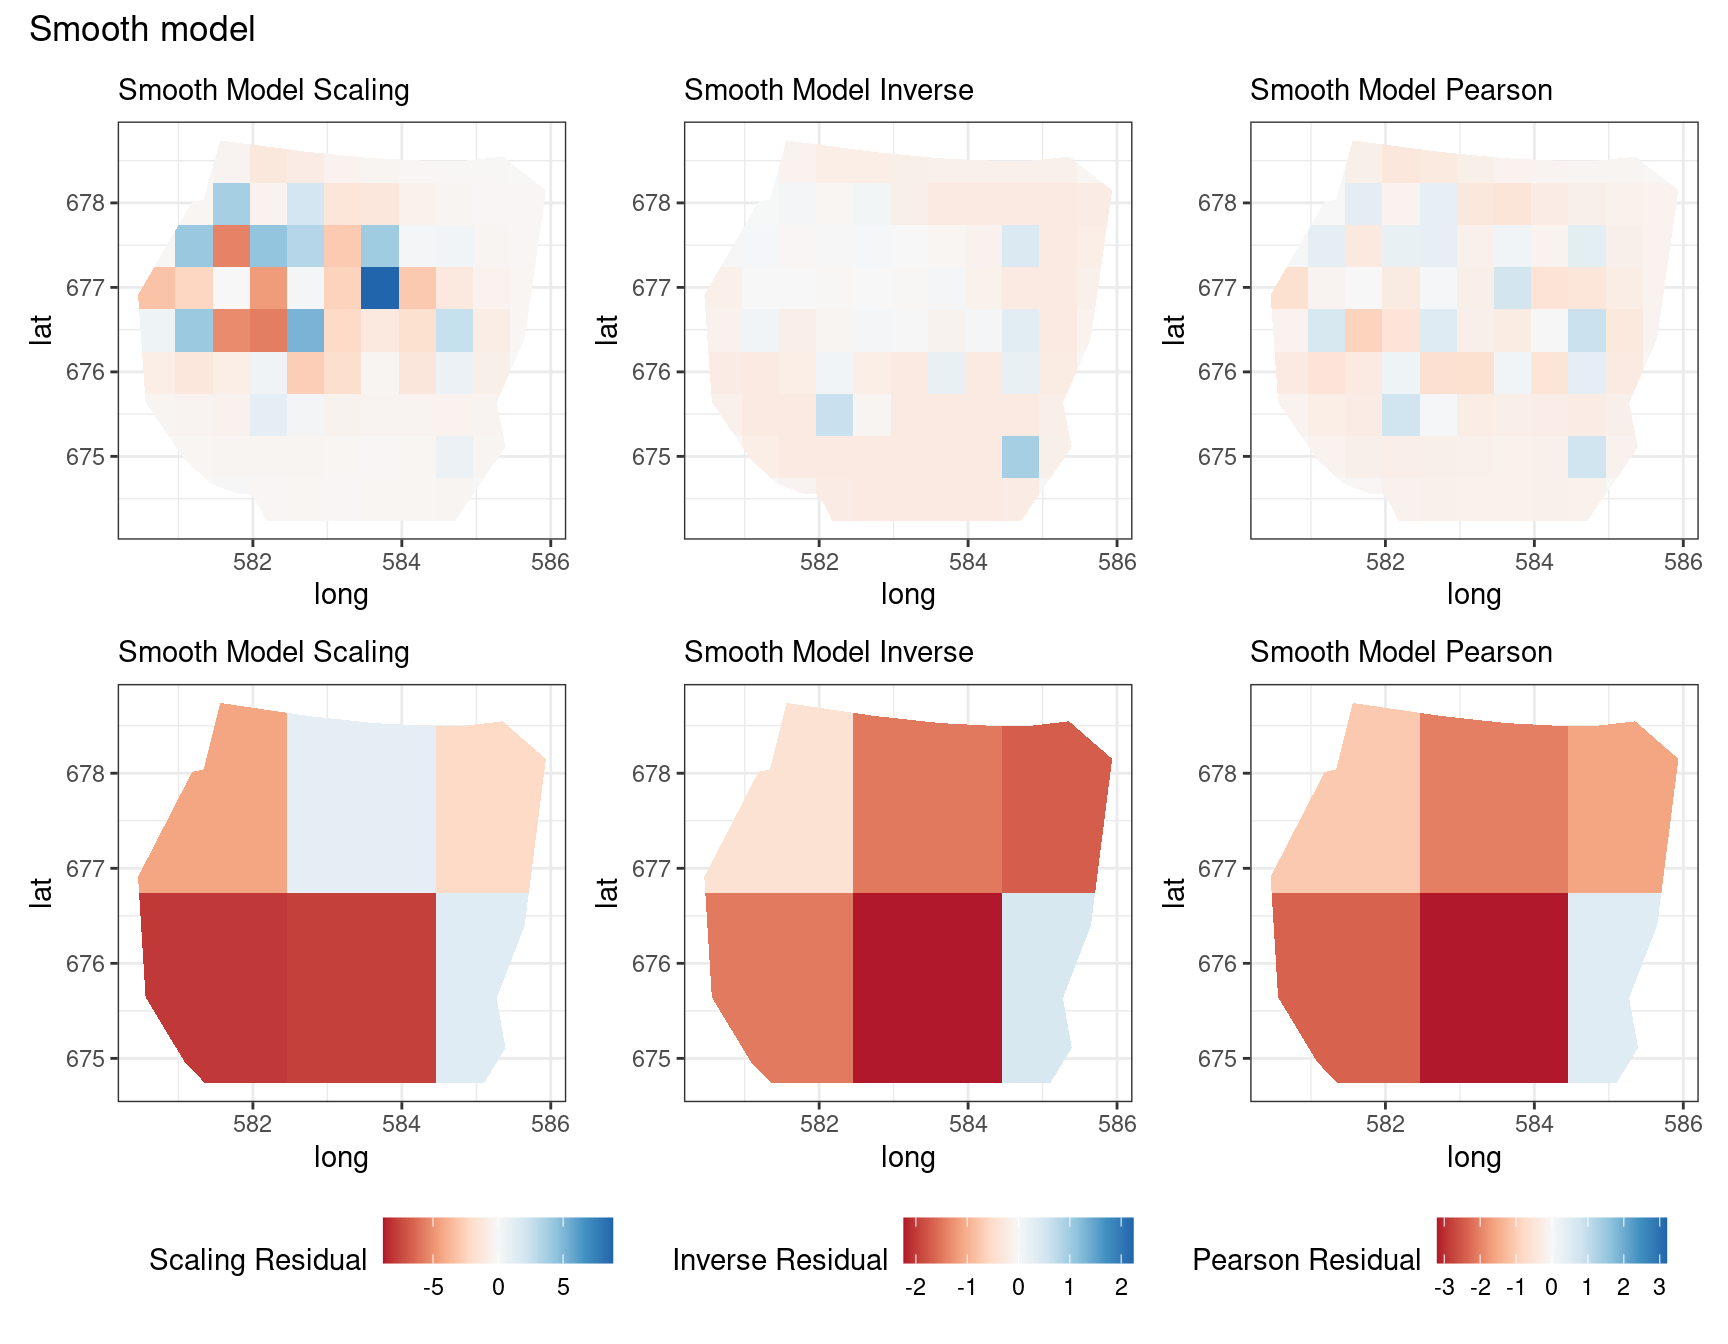 Smooth model
Smooth Model Scaling
Smooth Model Inverse
Smooth Model Pearson
678
677
676
675
lat
582
584
586
long
678
677
676
675
lat
582
584
586
long
678
677
676
675
lat
582
584
586
long
Smooth Model Scaling
Smooth Model Inverse
Smooth Model Pearson
678
677
676
675
lat
582
584
586
long
678
677
676
675
lat
582
584
586
long
678
677
676
675
lat
582
584
586
long
Scaling Residual
-5 0 5
Inverse Residual
-2 -1 0 1 2
Pearson Residual
-3 -2 -1 0 1 2 3